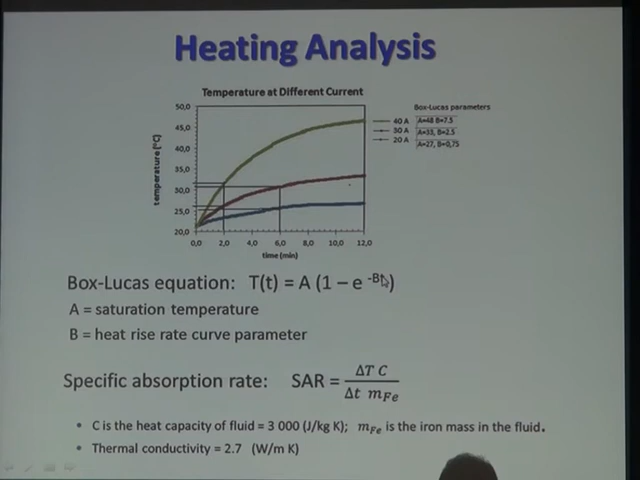 Heating Analysis
Temperature at Different Current
Box-Lucas parameters
50,0
45,0
40,0
35,0
30,0
25,0
20,0
temperature (°C)
40 A A=48 B=7.5
30 A A=33, B=2.5
20 A A=27, B=0,75
0,0 2,0 4,0 6,0 8,0 10,0 12,0
time (min)
Box-Lucas equation: T(t) = A (1 – e -Bt)
A = saturation temperature
B = heat rise rate curve parameter
Specific absorption rate: SAR = ΔT C / Δt mFe
• C is the heat capacity of fluid = 3 000 (J/kg K); mFe is the iron mass in the fluid.
• Thermal conductivity = 2.7 (W/m K)